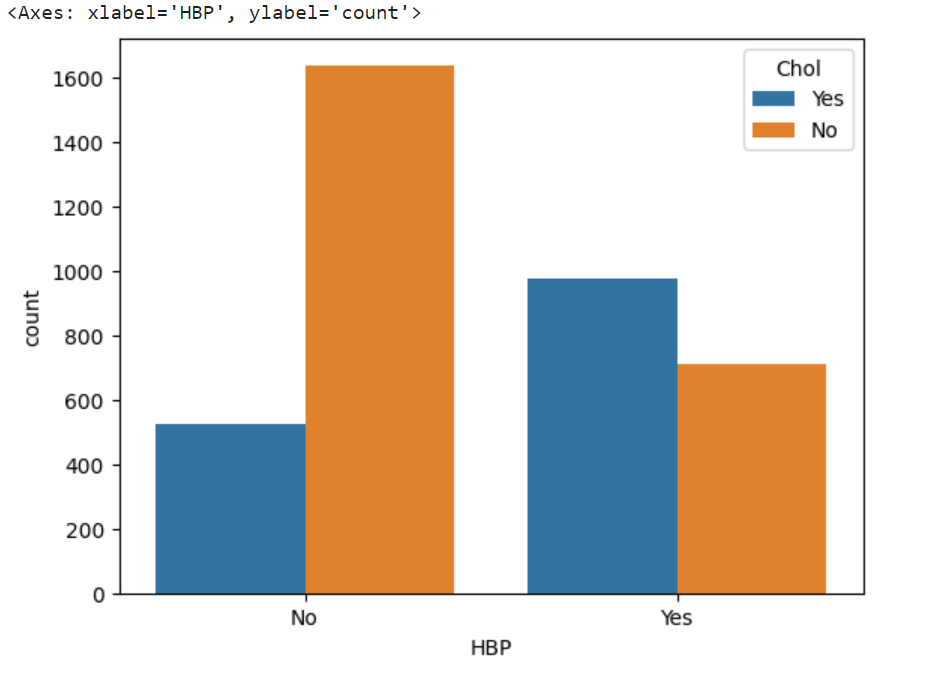 <Axes: xlabel='HBP', ylabel='count'>
Chol
Yes
No
1600
1400
1200
1000
800
600
400
200
0
count
No
Yes
HBP